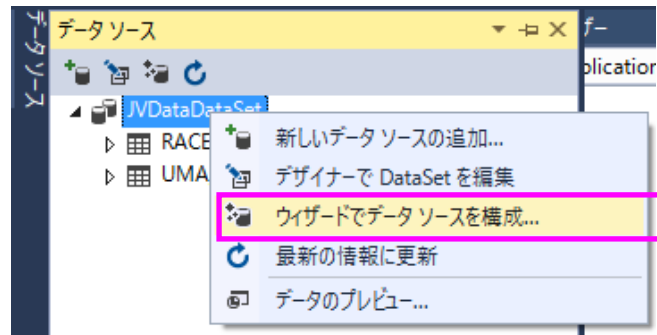 データ ソース
データ ソース
JVDataDataSet
RACE
UMA
新しいデータ ソースの追加...
デザイナーで DataSet を編集
ウィザードでデータ ソースを構成...
最新の情報に更新
データのプレビュー...
plication